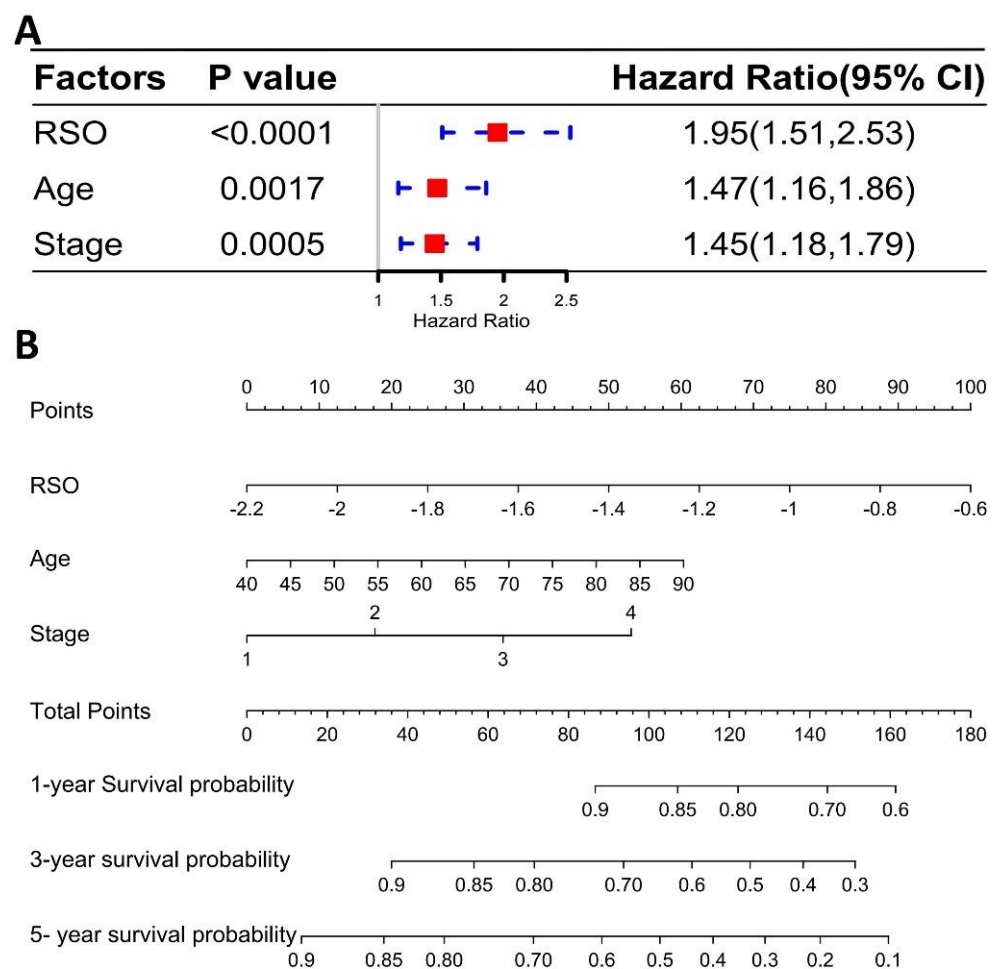 A
Factors P value Hazard Ratio(95% CI)
RSO <0.0001 1.95(1.51,2.53)
Age 0.0017 1.47(1.16,1.86)
Stage 0.0005 1.45(1.18,1.79)
1 1.5 2 2.5
Hazard Ratio
B
0 10 20 30 40 50 60 70 80 90 100
Points
RSO
-2.2 -2 -1.8 -1.6 -1.4 -1.2 -1 -0.8 -0.6
Age
40 45 50 55 60 65 70 75 80 85 90
2 4
Stage
1 3
Total Points
0 20 40 60 80 100 120 140 160 180
1-year Survival probability
0.9 0.85 0.80 0.70 0.6
3-year survival probability
0.9 0.85 0.80 0.70 0.6 0.5 0.4 0.3
5- year survival probability
0.9 0.85 0.80 0.70 0.6 0.5 0.4 0.3 0.2 0.1